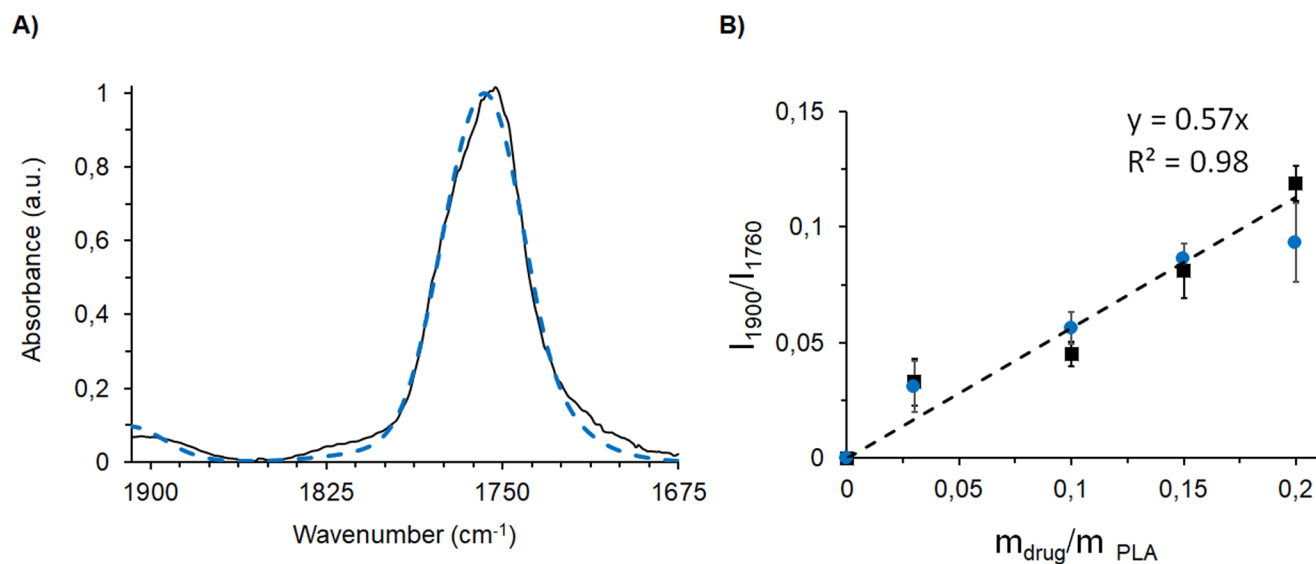 A)
Absorbance (a.u.)
1
0,8
0,6
0,4
0,2
0
1900
1825
1750
1675
Wavenumber (cm-1)
B)
I1900/I1760
0,15
0,1
0,05
0
y = 0.57x
R² = 0.98
0
0,05
0,1
0,15
0,2
mdrug/m PLA